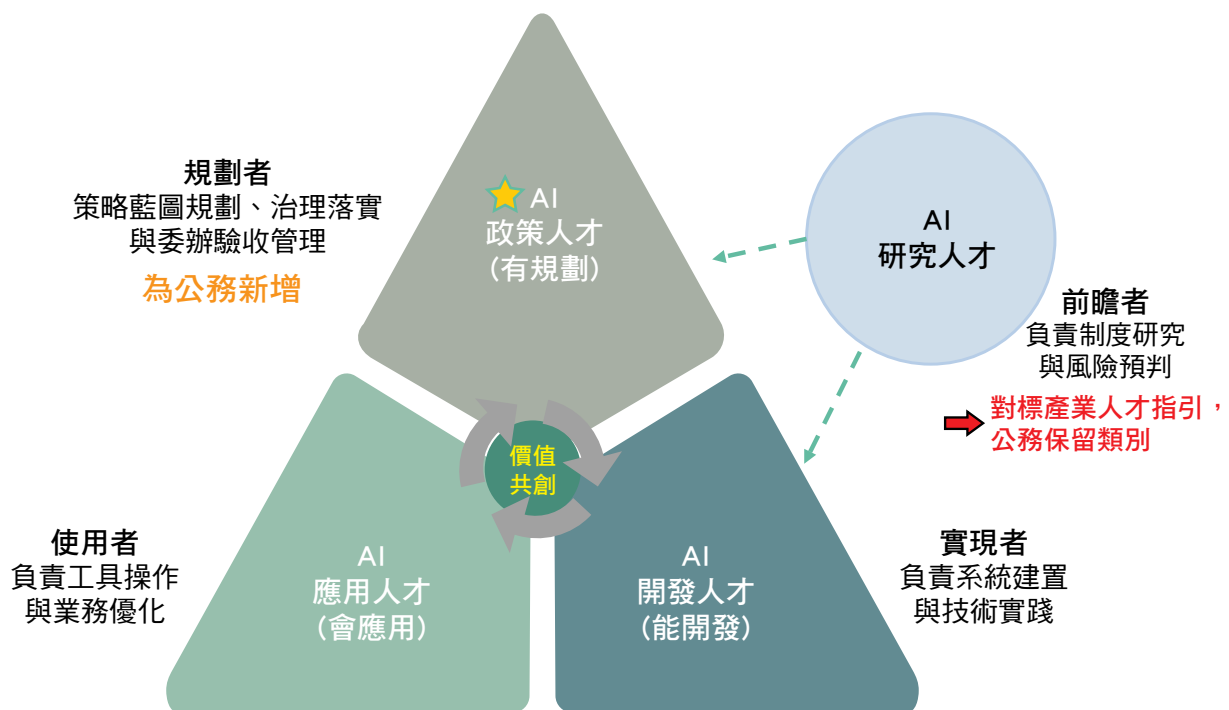 規劃者
策略藍圖規劃、治理落實
與委辦驗收管理
為公務新增
AI
政策人才
(有規劃)
AI
研究人才
前瞻者
負責制度研究
與風險預判
對標產業人才指引，
公務保留類別
價值
共創
使用者
負責工具操作
與業務優化
AI
應用人才
(會應用)
AI
開發人才
(能開發)
實現者
負責系統建置
與技術實踐